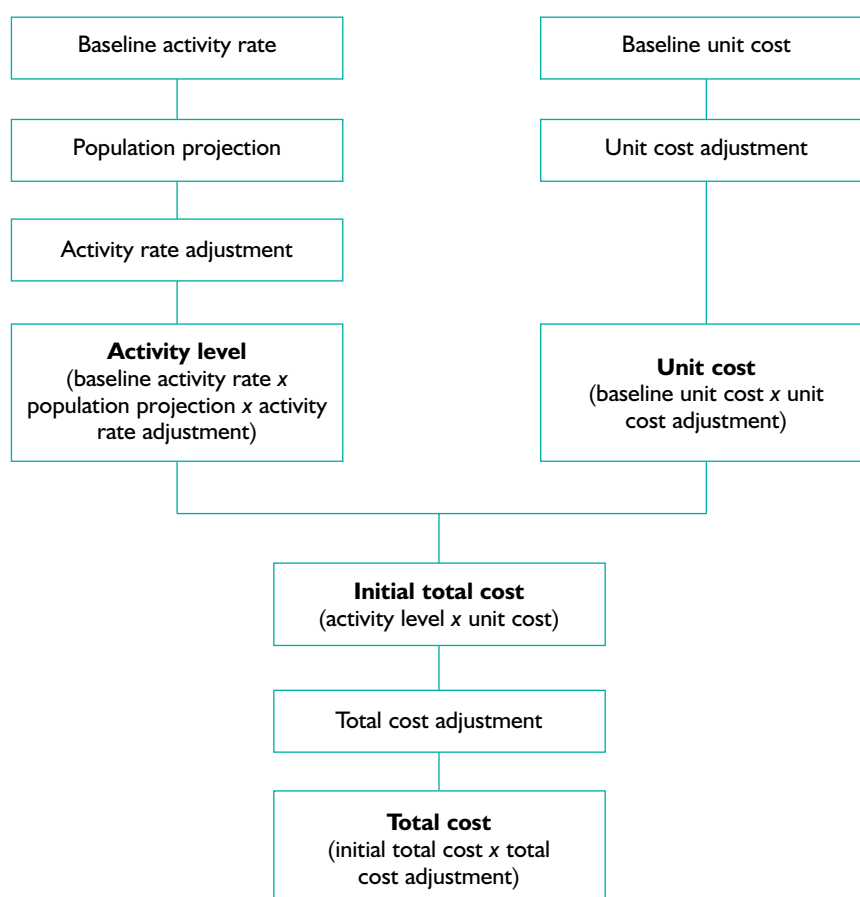 Baseline activity rate
Baseline unit cost
Population projection
Unit cost adjustment
Activity rate adjustment
Activity level
(baseline activity rate x
population projection x activity
rate adjustment)
Unit cost
(baseline unit cost x unit
cost adjustment)
Initial total cost
(activity level x unit cost)
Total cost adjustment
Total cost
(initial total cost x total
cost adjustment)